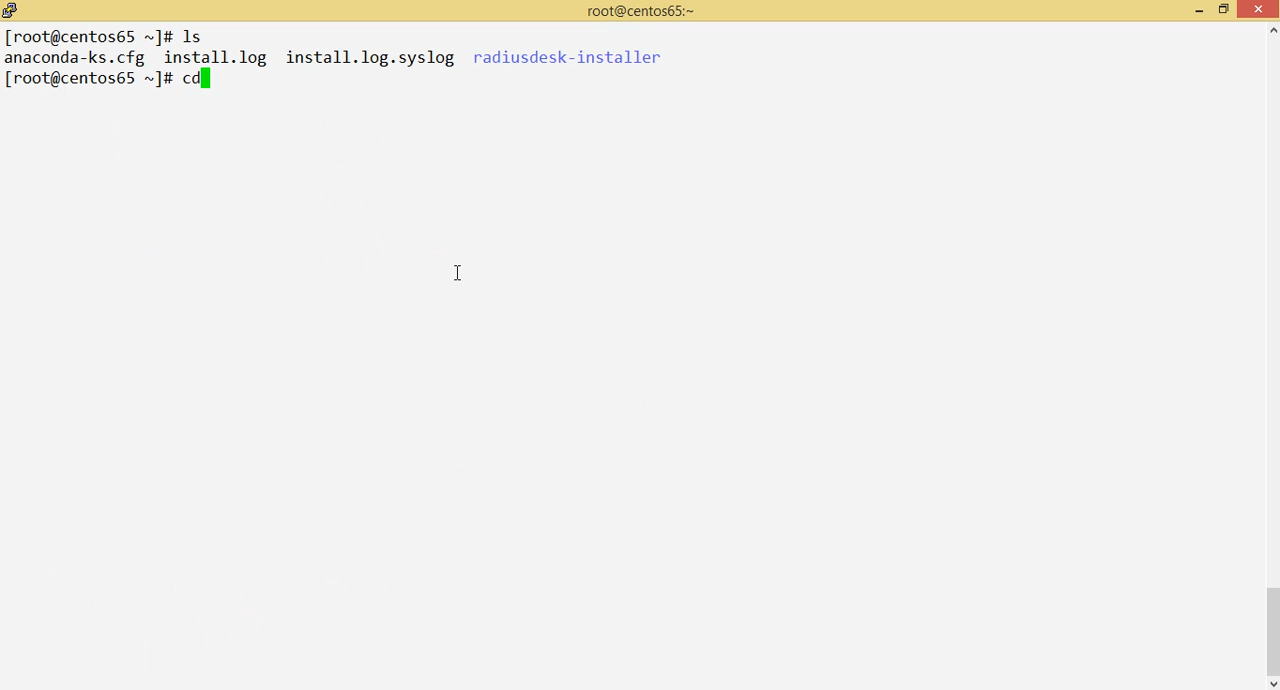 root@centos65:~
[root@centos65 ~]# ls
anaconda-ks.cfg  install.log  install.log.syslog  radiusdesk-installer
[root@centos65 ~]# cd